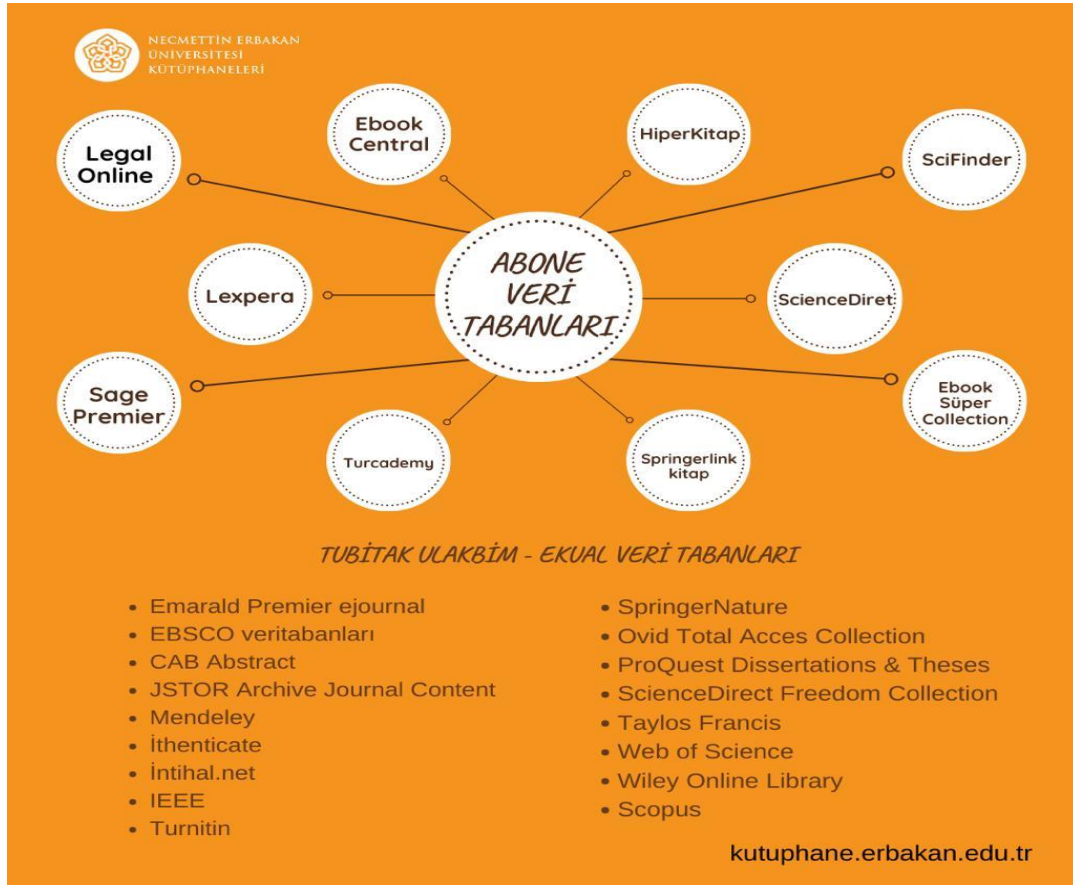 NECMETTİN ERBAKAN
ÜNİVERSİTESİ
KÜTÜPHANELERİ
Legal
Online
Ebook
Central
HiperKitap
SciFinder
Lexpera
ABONE
VERİ
TABANLARI
ScienceDiret
Sage
Premier
Turcademy
Springerlink
kitap
Ebook
Süper
Collection
TUBİTAK ULAKBİM - EKUAL VERİ TABANLARI
• Emarald Premier ejournal
• EBSCO veritabanları
• CAB Abstract
• JSTOR Archive Journal Content
• Mendeley
• İthenticate
• İntihal.net
• IEEE
• Turnitin
• SpringerNature
• Ovid Total Acces Collection
• ProQuest Dissertations & Theses
• ScienceDirect Freedom Collection
• Taylos Francis
• Web of Science
• Wiley Online Library
• Scopus
kutuphane.erbakan.edu.tr